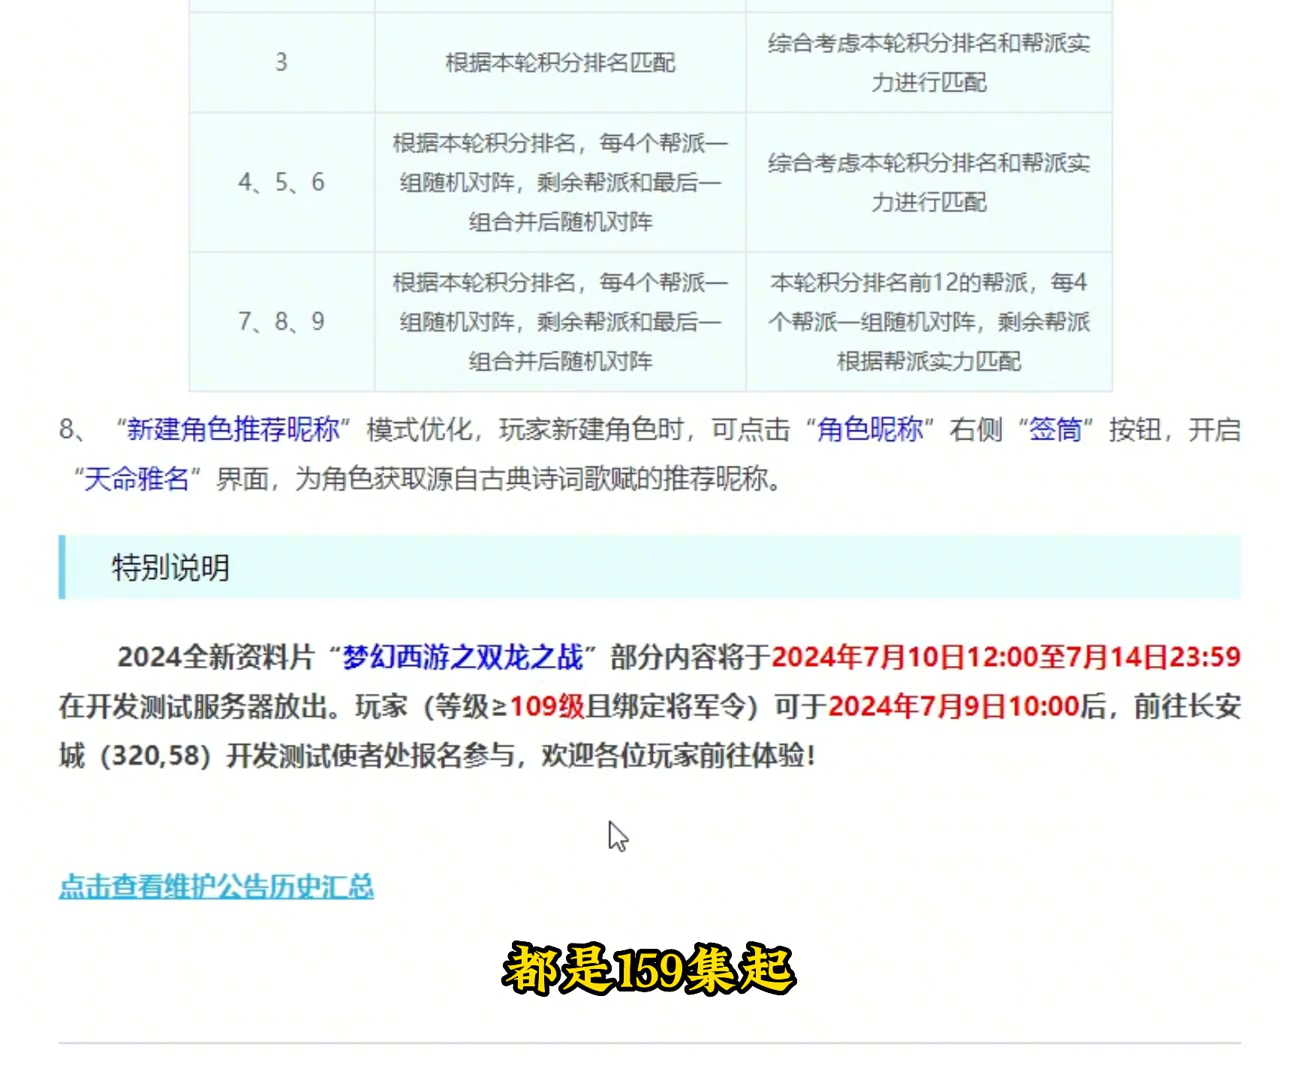 3
根据本轮积分排名匹配
综合考虑本轮积分排名和帮派实
力进行匹配
4、5、6
根据本轮积分排名，每4个帮派一
组随机对阵，剩余帮派和最后一
组合并后随机对阵
综合考虑本轮积分排名和帮派实
力进行匹配
7、8、9
根据本轮积分排名，每4个帮派一
组随机对阵，剩余帮派和最后一
组合并后随机对阵
本轮积分排名前12的帮派，每4
个帮派一组随机对阵，剩余帮派
根据帮派实力匹配
8、“新建角色推荐昵称”模式优化，玩家新建角色时，可点击“角色昵称”右侧“签筒”按钮，开启
“天命雅名”界面，为角色获取源自古典诗词歌赋的推荐昵称。
特别说明
2024全新资料片“梦幻西游之双龙之战”部分内容将于2024年7月10日12:00至7月14日23:59
在开发测试服务器放出。玩家（等级≥109级且绑定将军令）可于2024年7月9日10:00后，前往长安
城（320,58）开发测试使者处报名参与，欢迎各位玩家前往体验！
点击查看维护公告历史汇总
都是159集起